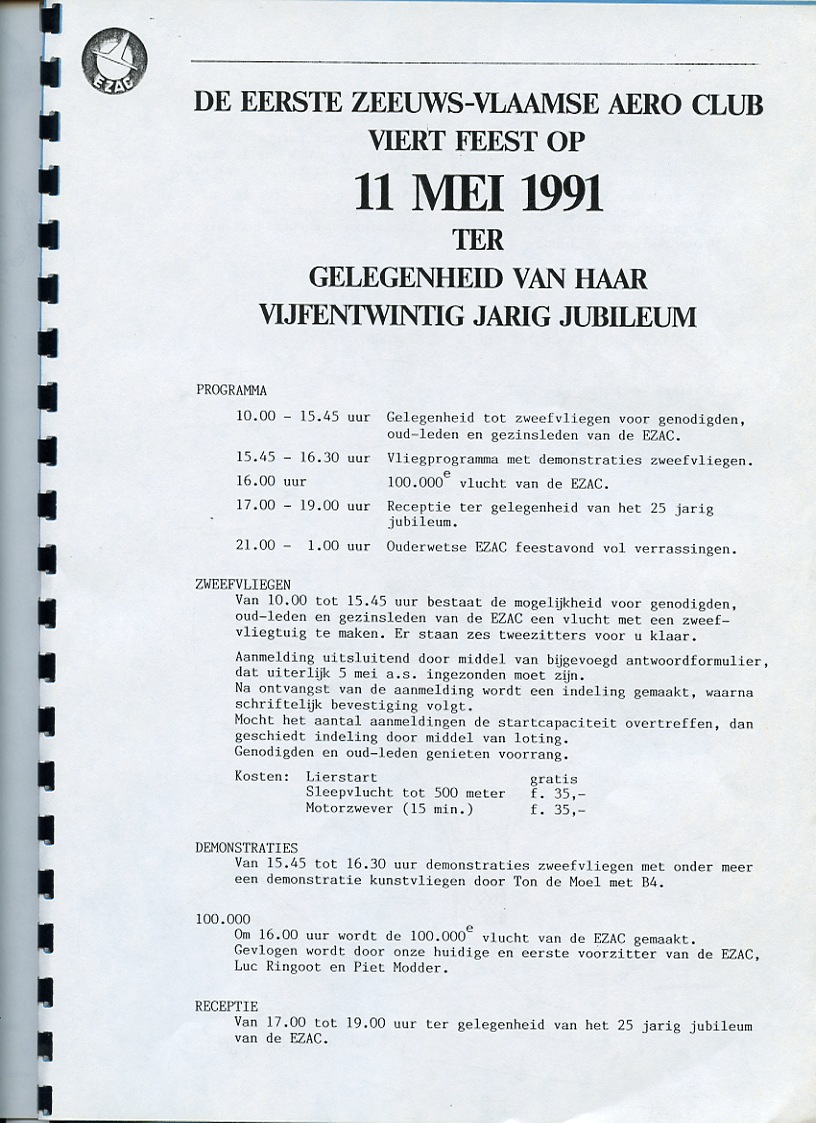 EZAC
DE EERSTE ZEEUWS-VLAAMSE AERO CLUB
VIERT FEEST OP
11 MEI 1991
TER
GELEGENHEID VAN HAAR
VIJFENTWINTIG JARIG JUBILEUM
PROGRAMMA
10.00 - 15.45 uur Gelegenheid tot zweefvliegen voor genodigden,
oud-leden en gezinsleden van de EZAC.
15.45 - 16.30 uur Vliegprogramma met demonstraties zweefvliegen.
16.00 uur 100.000e vlucht van de EZAC.
17.00 - 19.00 uur Receptie ter gelegenheid van het 25 jarig
jubileum.
21.00 - 1.00 uur Ouderwetse EZAC feestavond vol verrassingen.
ZWEEFVLIEGEN
Van 10.00 tot 15.45 uur bestaat de mogelijkheid voor genodigden,
oud-leden en gezinsleden van de EZAC een vlucht met een zweef-
vliegtuig te maken. Er staan zes tweezitters voor u klaar.
Aanmelding uitsluitend door middel van bijgevoegd antwoordformulier,
dat uiterlijk 5 mei a.s. ingezonden moet zijn.
Na ontvangst van de aanmelding wordt een indeling gemaakt, waarna
schriftelijk bevestiging volgt.
Mocht het aantal aanmeldingen de startcapaciteit overtreffen, dan
geschiedt indeling door middel van loting.
Genodigden en oud-leden genieten voorrang.
Kosten: Lierstart gratis
Sleepvlucht tot 500 meter f. 35,-
Motorzwever (15 min.) f. 35,-
DEMONSTRATIES
Van 15.45 tot 16.30 uur demonstraties zweefvliegen met onder meer
een demonstratie kunstvliegen door Ton de Moel met B4.
100.000
Om 16.00 uur wordt de 100.000e vlucht van de EZAC gemaakt.
Gevlogen wordt door onze huidige en eerste voorzitter van de EZAC,
Luc Ringoot en Piet Modder.
RECEPTIE
Van 17.00 tot 19.00 uur ter gelegenheid van het 25 jarig jubileum
van de EZAC.